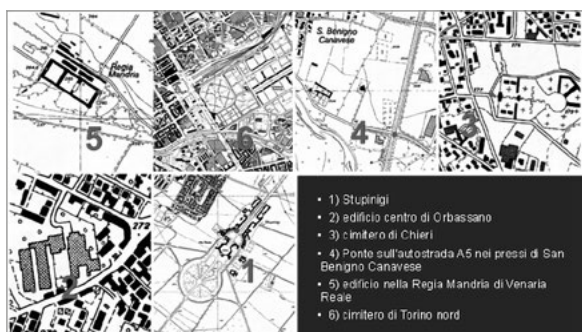 Regia
Mandria
5
6
S. Benigno
Canavese
4
3
272
2
1
• 1) Stupinigi
• 2) edificio centro di Orbassano
• 3) cimitero di Chieri
• 4) Ponte sull'autostrada A5 nei pressi di San
Benigno Canavese
• 5) edificio nella Regia Mandria di Venaria
Reale
• 6) cimitero di Torino nord